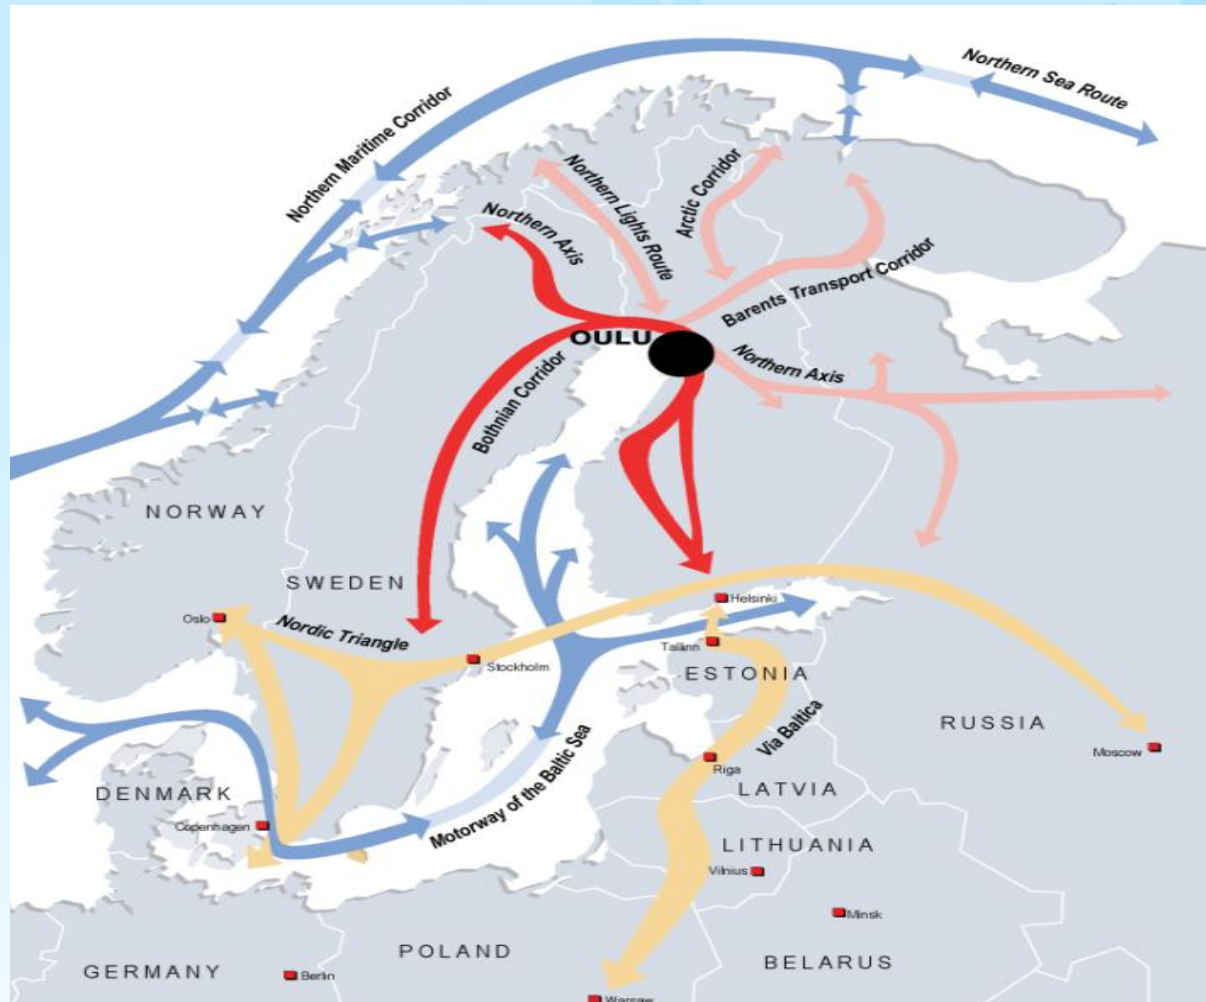 Northern Sea Route
Northern Maritime Corridor
Northern Lights Route
Arctic Corridor
Northern Axis
Barents Transport Corridor
OULU
Northern Axis
Bothnian Corridor
NORWAY
SWEDEN
Helsinki
Oslo
Nordic Triangle
Talänn
Stockholm
ESTONIA
RUSSIA
Via Baltica
Moscow
Riga
Motorway of the Baltic Sea
DENMARK
LATVIA
Copenhagen
LITHUANIA
Vilnius
Minsk
POLAND
BELARUS
GERMANY
Berlin
Warsaw